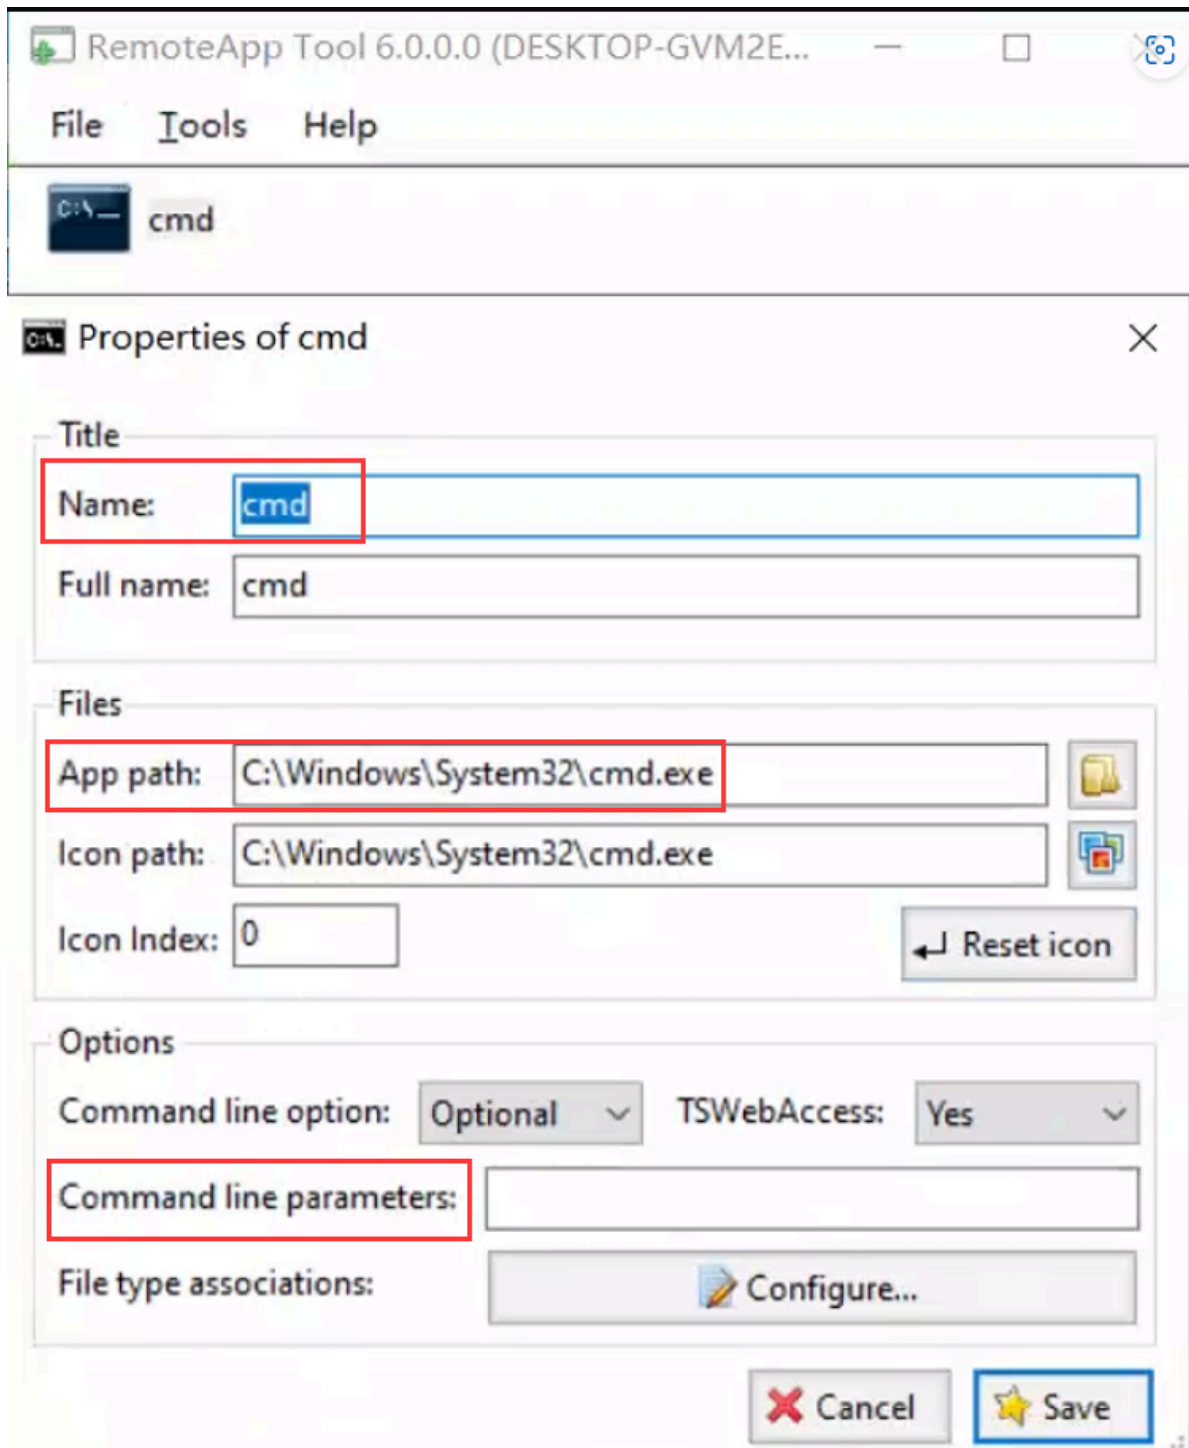 RemoteApp Tool 6.0.0.0 (DESKTOP-GVM2E...
File Tools Help
C:\_ cmd
C:\_ Properties of cmd
Title
Name: cmd
Full name: cmd
Files
App path: C:\Windows\System32\cmd.exe
Icon path: C:\Windows\System32\cmd.exe
Icon Index: 0
Reset icon
Options
Command line option: Optional TSWebAccess: Yes
Command line parameters:
File type associations: Configure...
Cancel Save